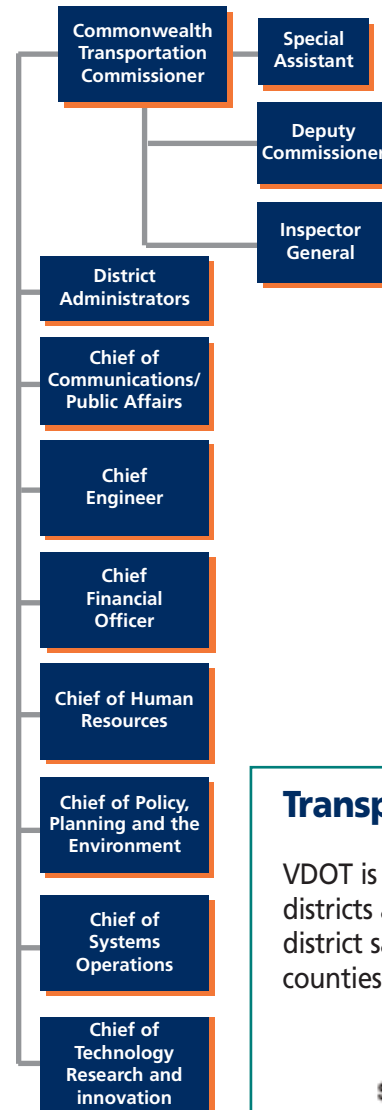 Commonwealth
Transportation
Commissioner
Special
Assistant
Deputy
Commissioner
Inspector
General
District
Administrators
Chief of
Communications/
Public Affairs
Chief
Engineer
Chief
Financial
Officer
Chief of Human
Resources
Chief of Policy,
Planning and the
Environment
Chief of
Systems
Operations
Chief of
Technology
Research and
innovation
Transp
VDOT is
districts
district
counties